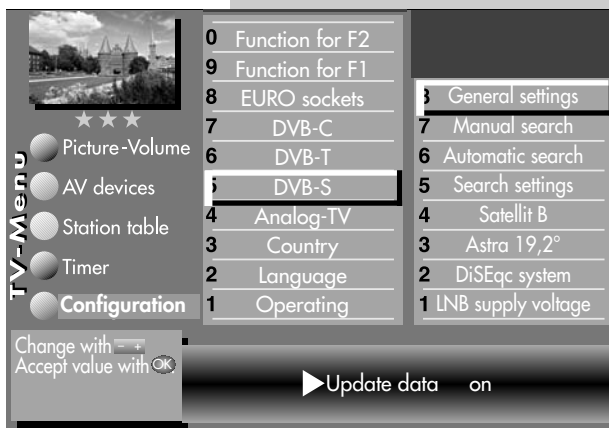 TV-Menu
Picture-Volume
AV devices
Station table
Timer
Configuration
0 Function for F2
9 Function for F1
8 EURO sockets
7 DVB-C
6 DVB-T
5 DVB-S
4 Analog-TV
3 Country
2 Language
1 Operating
8 General settings
7 Manual search
6 Automatic search
5 Search settings
4 Satellit B
3 Astra 19,2°
2 DiSEqc system
1 LNB supply voltage
Change with - +
Accept value with OK
Update data on